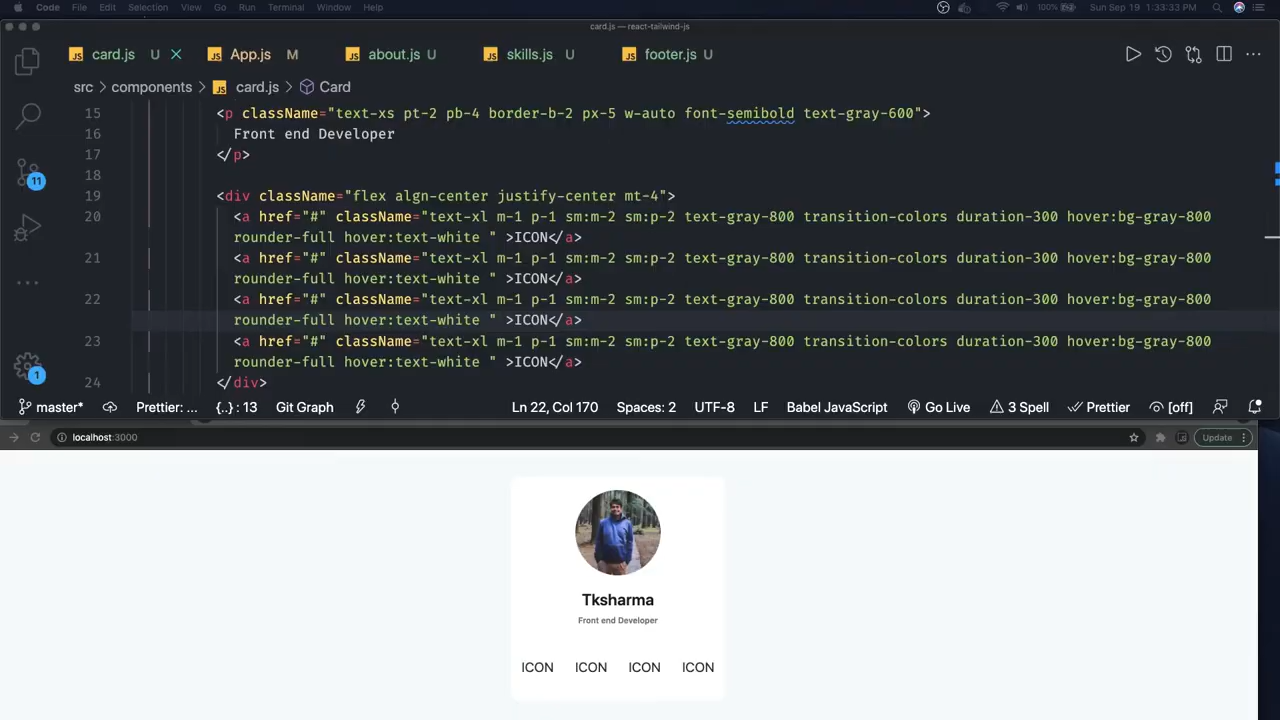 Code File Edit Selection View Go Run Terminal Window Help 100% Sun Sep 19 1:33:33 PM
card.js — react-tailwind-js
JS card.js U JS App.js M JS about.js U JS skills.js U JS footer.js U
src > components > JS card.js > Card
15 <p className="text-xs pt-2 pb-4 border-b-2 px-5 w-auto font-semibold text-gray-600">
16 Front end Developer
17 </p>
18
19 <div className="flex algn-center justify-center mt-4">
20 <a href="#" className="text-xl m-1 p-1 sm:m-2 sm:p-2 text-gray-800 transition-colors duration-300 hover:bg-gray-800
rounder-full hover:text-white " >ICON</a>
21 <a href="#" className="text-xl m-1 p-1 sm:m-2 sm:p-2 text-gray-800 transition-colors duration-300 hover:bg-gray-800
rounder-full hover:text-white " >ICON</a>
22 <a href="#" className="text-xl m-1 p-1 sm:m-2 sm:p-2 text-gray-800 transition-colors duration-300 hover:bg-gray-800
rounder-full hover:text-white " >ICON</a>
23 <a href="#" className="text-xl m-1 p-1 sm:m-2 sm:p-2 text-gray-800 transition-colors duration-300 hover:bg-gray-800
rounder-full hover:text-white " >ICON</a>
24 </div>
11
1
master* Prettier: ... {..} : 13 Git Graph Ln 22, Col 170 Spaces: 2 UTF-8 LF Babel JavaScript Go Live 3 Spell Prettier [off]
localhost:3000 Update
Tksharma
Front end Developer
ICON ICON ICON ICON